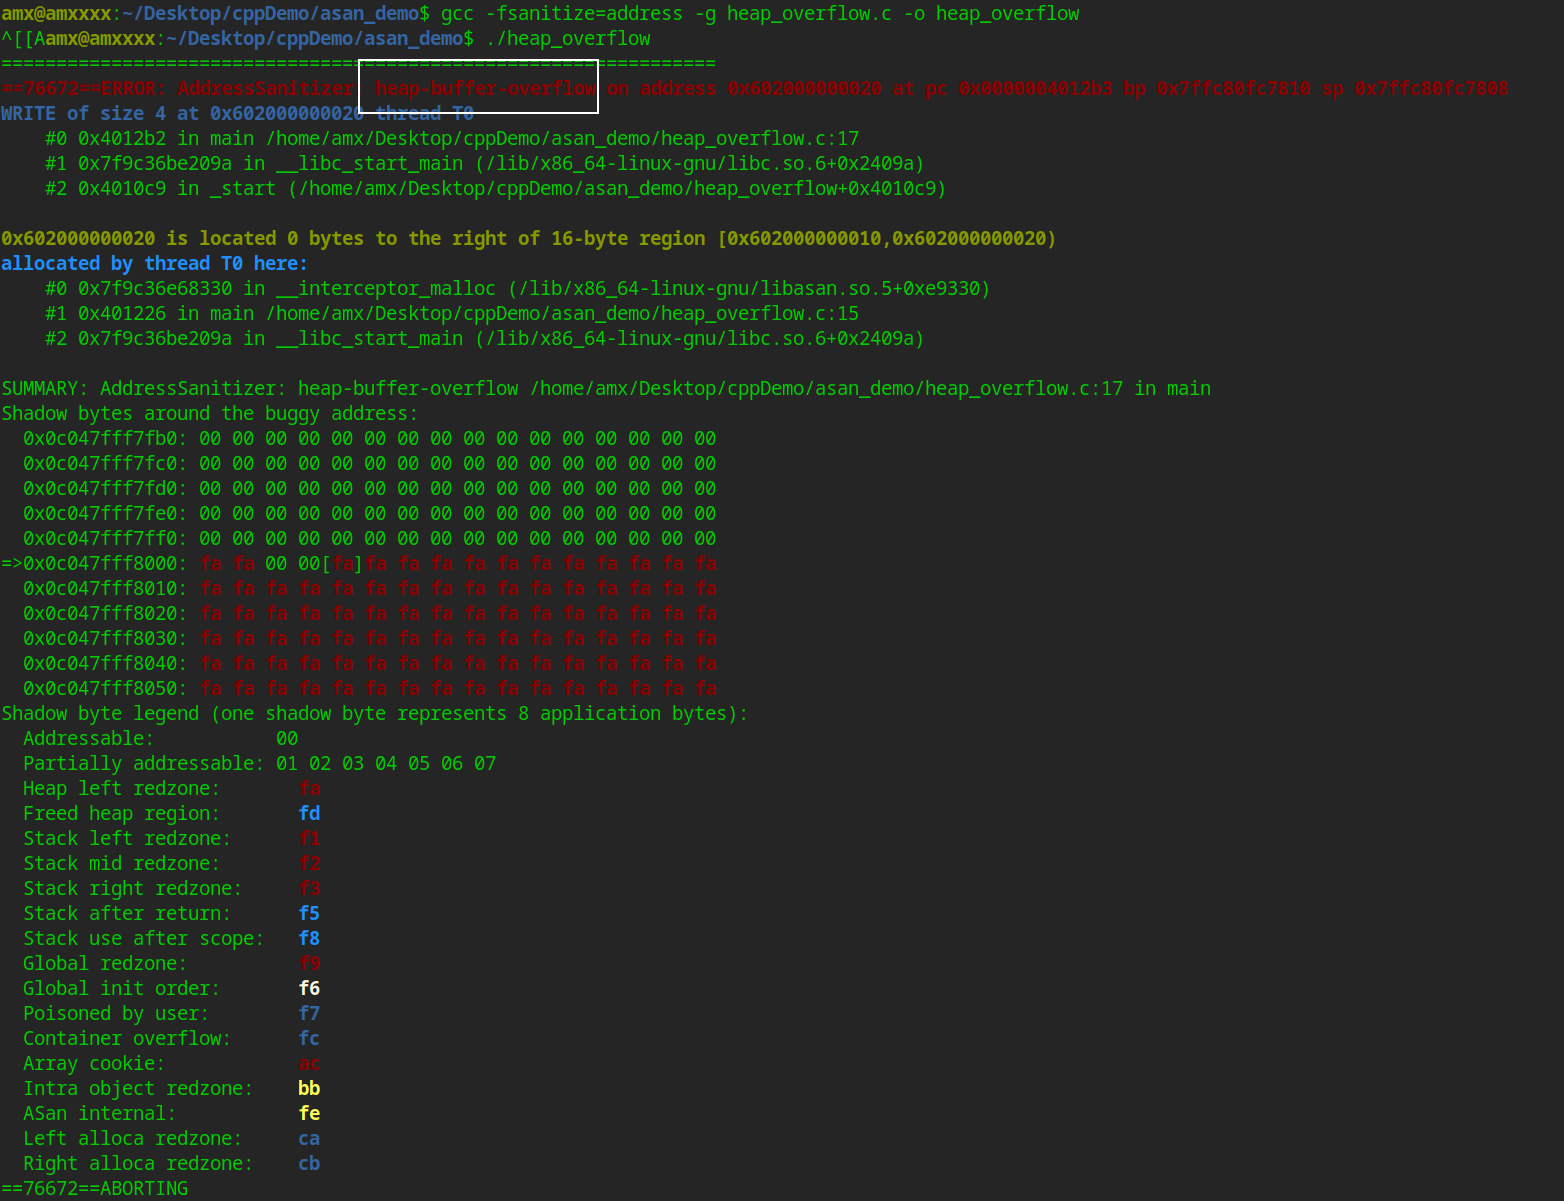 amx@amxxxx:~/Desktop/cppDemo/asan_demo$ gcc -fsanitize=address -g heap_overflow.c -o heap_overflow
^[[Aamx@amxxxx:~/Desktop/cppDemo/asan_demo$ ./heap_overflow
=================================================================
==76672==ERROR: AddressSanitizer: heap-buffer-overflow on address 0x602000000020 at pc 0x0000004012b3 bp 0x7ffc80fc7810 sp 0x7ffc80fc7808
WRITE of size 4 at 0x602000000020 thread T0
    #0 0x4012b2 in main /home/amx/Desktop/cppDemo/asan_demo/heap_overflow.c:17
    #1 0x7f9c36be209a in __libc_start_main (/lib/x86_64-linux-gnu/libc.so.6+0x2409a)
    #2 0x4010c9 in _start (/home/amx/Desktop/cppDemo/asan_demo/heap_overflow+0x4010c9)

0x602000000020 is located 0 bytes to the right of 16-byte region [0x602000000010,0x602000000020)
allocated by thread T0 here:
    #0 0x7f9c36e68330 in __interceptor_malloc (/lib/x86_64-linux-gnu/libasan.so.5+0xe9330)
    #1 0x401226 in main /home/amx/Desktop/cppDemo/asan_demo/heap_overflow.c:15
    #2 0x7f9c36be209a in __libc_start_main (/lib/x86_64-linux-gnu/libc.so.6+0x2409a)

SUMMARY: AddressSanitizer: heap-buffer-overflow /home/amx/Desktop/cppDemo/asan_demo/heap_overflow.c:17 in main
Shadow bytes around the buggy address:
  0x0c047fff7fb0: 00 00 00 00 00 00 00 00 00 00 00 00 00 00 00 00
  0x0c047fff7fc0: 00 00 00 00 00 00 00 00 00 00 00 00 00 00 00 00
  0x0c047fff7fd0: 00 00 00 00 00 00 00 00 00 00 00 00 00 00 00 00
  0x0c047fff7fe0: 00 00 00 00 00 00 00 00 00 00 00 00 00 00 00 00
  0x0c047fff7ff0: 00 00 00 00 00 00 00 00 00 00 00 00 00 00 00 00
=>0x0c047fff8000: fa fa 00 00[fa]fa fa fa fa fa fa fa fa fa fa fa
  0x0c047fff8010: fa fa fa fa fa fa fa fa fa fa fa fa fa fa fa fa
  0x0c047fff8020: fa fa fa fa fa fa fa fa fa fa fa fa fa fa fa fa
  0x0c047fff8030: fa fa fa fa fa fa fa fa fa fa fa fa fa fa fa fa
  0x0c047fff8040: fa fa fa fa fa fa fa fa fa fa fa fa fa fa fa fa
  0x0c047fff8050: fa fa fa fa fa fa fa fa fa fa fa fa fa fa fa fa
Shadow byte legend (one shadow byte represents 8 application bytes):
  Addressable:           00
  Partially addressable: 01 02 03 04 05 06 07
  Heap left redzone:       fa
  Freed heap region:       fd
  Stack left redzone:      f1
  Stack mid redzone:       f2
  Stack right redzone:     f3
  Stack after return:      f5
  Stack use after scope:   f8
  Global redzone:          f9
  Global init order:       f6
  Poisoned by user:        f7
  Container overflow:      fc
  Array cookie:            ac
  Intra object redzone:    bb
  ASan internal:           fe
  Left alloca redzone:     ca
  Right alloca redzone:    cb
==76672==ABORTING